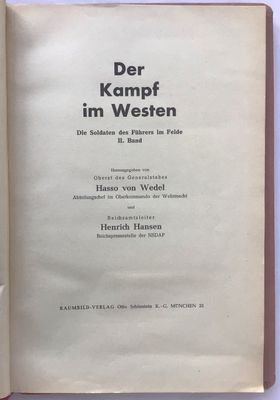 Der
Kampf
im Westen
Die Soldaten des Führers im Felde
II. Band
Herausgegeben von
Oberst des Generalstabes
Hasso von Wedel
Abteilungschef im Oberkommando der Wehrmacht
und
Reichsamtsleiter
Henrich Hansen
Reichspressestelle der NSDAP
RAUMBILD-VERLAG Otto Schönstein K.-G. MÜNCHEN 25